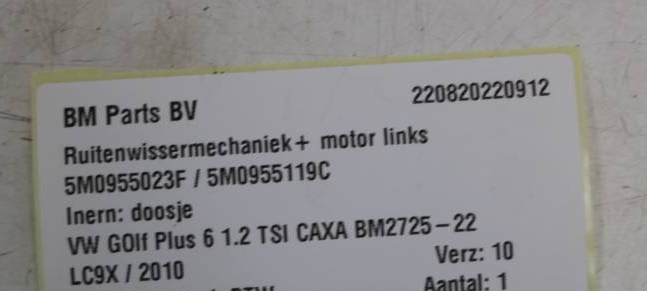 BM Parts BV 220820220912
Ruitenwissermechaniek+ motor links
5M0955023F / 5M0955119C
Inern: doosje
VW GOlf Plus 6 1.2 TSI CAXA BM2725-22
LC9X / 2010 Verz: 10
Aantal: 1